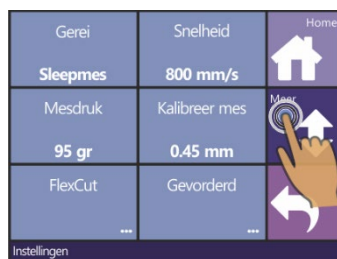 Gerei
Snelheid
Home
Sleepmes
800 mm/s
Mesdruk
Kalibreer mes
Meer
95 gr
0.45 mm
FlexCut
Gevorderd
...
...
Instellingen